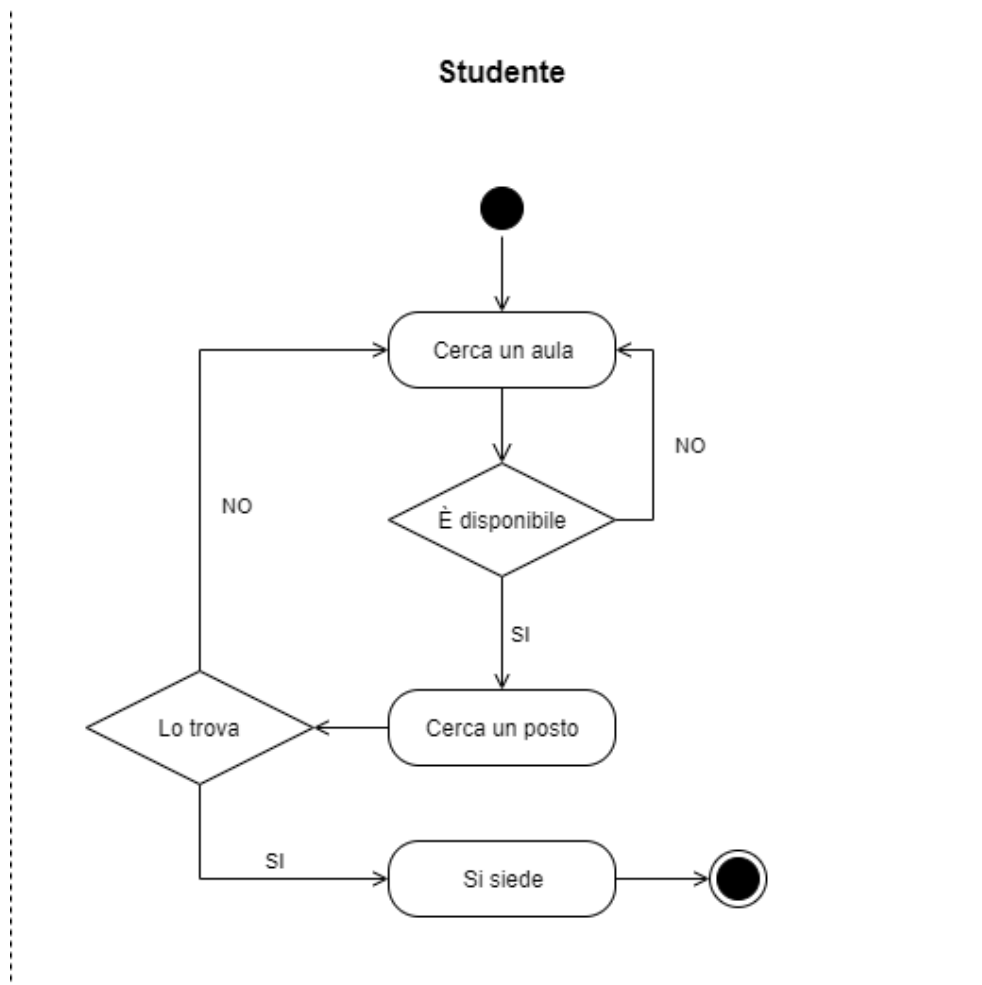 Studente
Cerca un aula
NO
È disponibile
NO
SI
Lo trova
Cerca un posto
SI
Si siede